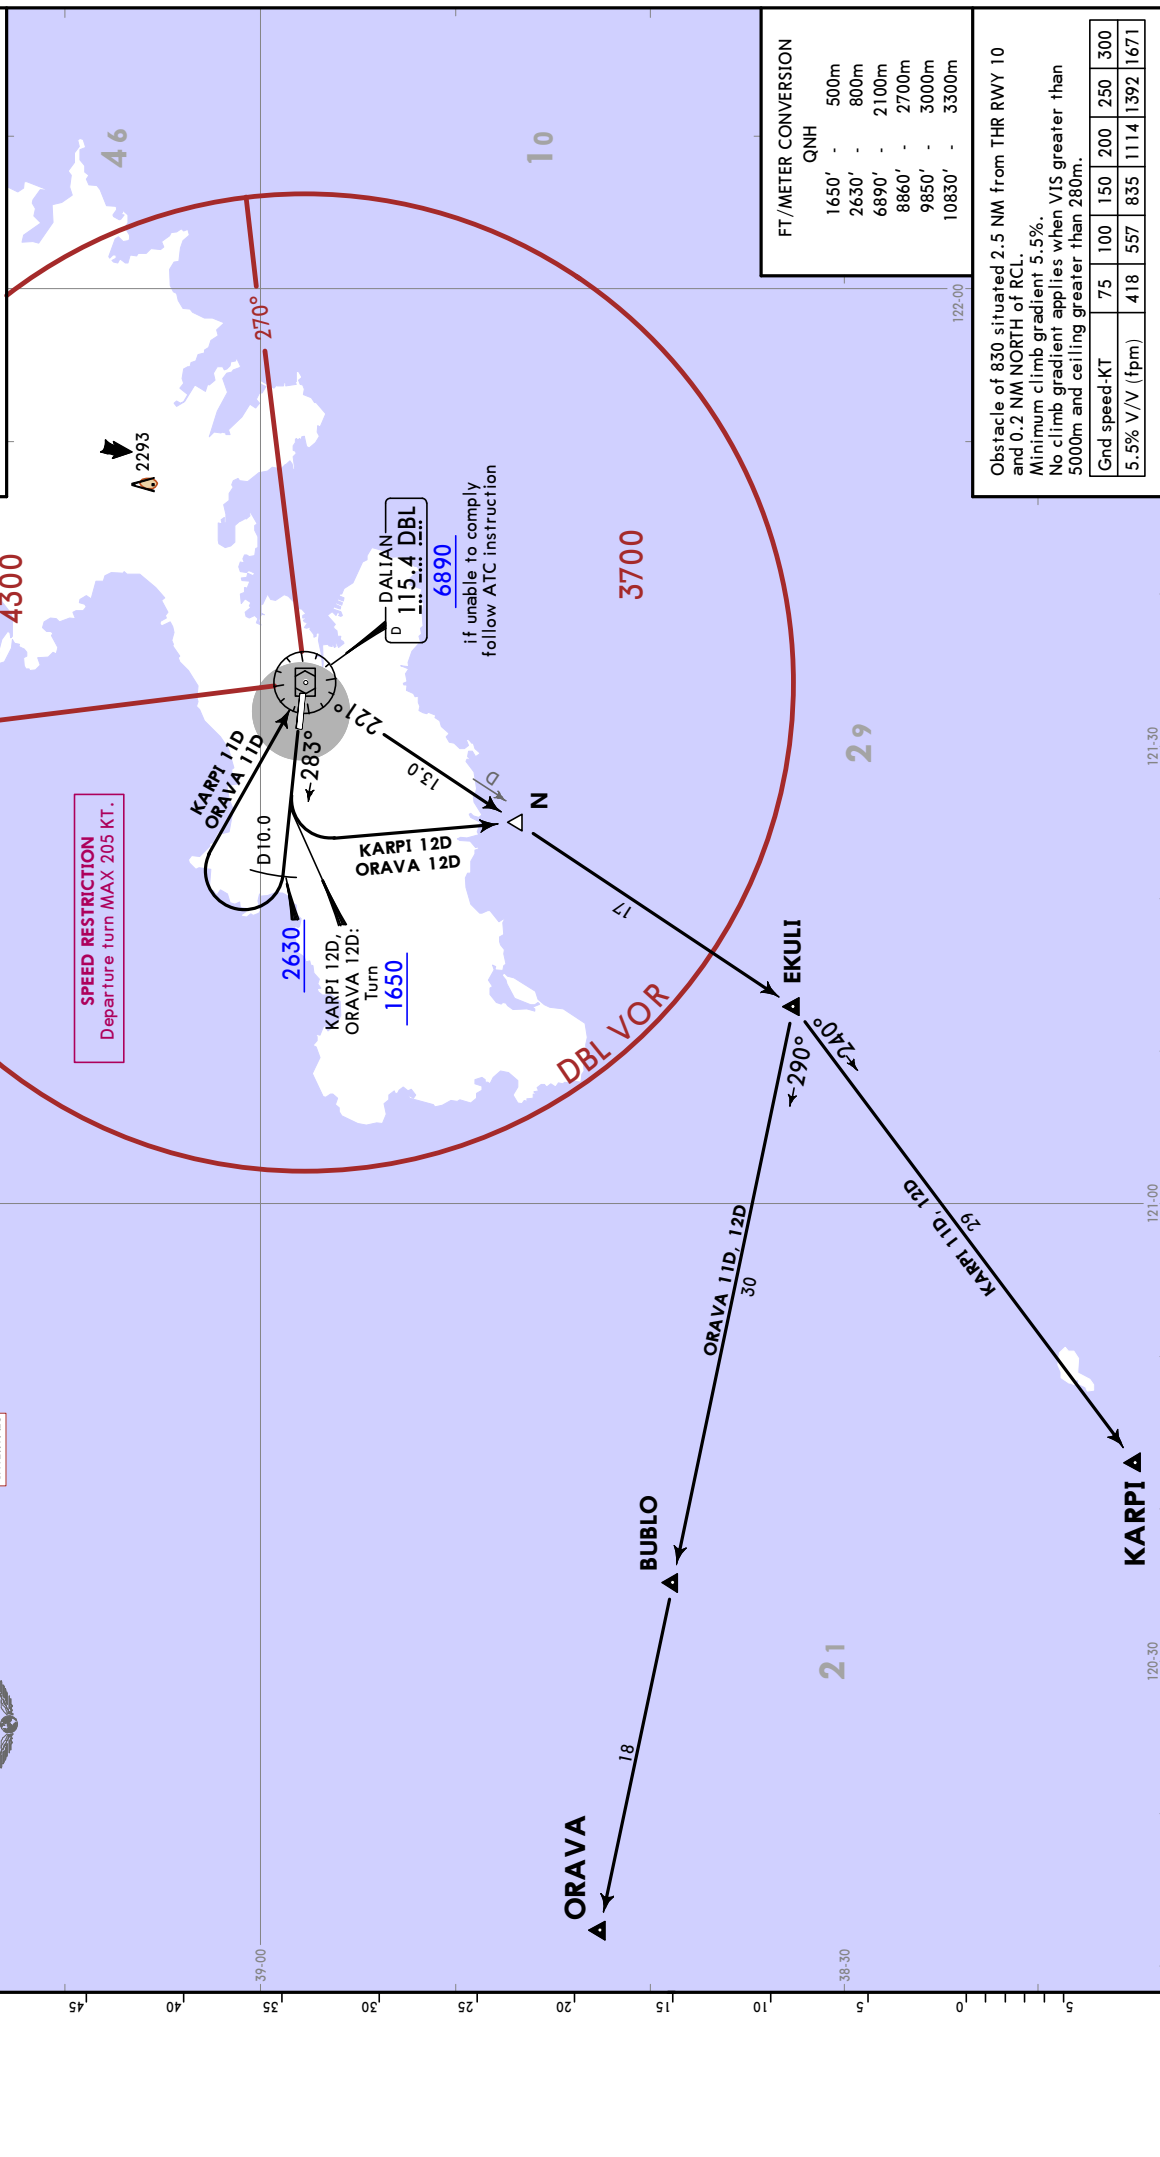 4300
46
10
270°
2293
FT/METER CONVERSION
QNH
1650' - 500m
2630' - 800m
6890' - 2100m
8860' - 2700m
9850' - 3000m
10830' - 3300m
Obstacle of 830 situated 2.5 NM from THR RWY 10
and 0.2 NM NORTH of RCL.
Minimum climb gradient 5.5%.
No climb gradient applies when VIS greater than
5000m and ceiling greater than 280m.
Gnd speed-KT 75 100 150 200 250 300
5.5% V/V (fpm) 418 557 835 1114 1392 1671
122-00
DALIAN
D 115.4 DBL
6890
if unable to comply
follow ATC instruction
3700
KARPI 11D
ORAVA 11D
SPEED RESTRICTION
Departure turn MAX 205 KT.
D10.0
283°
221°
13.0
D
N
KARPI 12D
ORAVA 12D
2630
KARPI 12D,
ORAVA 12D:
Turn
1650
29
121-30
17
DBL VOR
EKULI
290°
240°
ORAVA 11D, 12D
30
KARPI 11D, 12D
29
121-00
BUBLO
KARPI
21
120-30
18
ORAVA
39-00
38-30
45
40
35
30
25
20
15
10
5
0
5